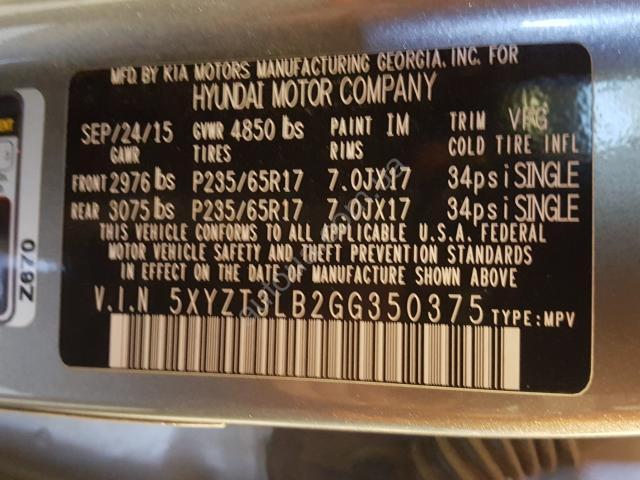 MFD. BY KIA MOTORS MANUFACTURING GEORGIA, INC. FOR
HYUNDAI MOTOR COMPANY
SEP/24/15 GVWR 4850 lbs PAINT IM TRIM VPG
GAWR TIRES RIMS COLD TIRE INFL
FRONT 2976 lbs P235/65R17 7.0JX17 34psi SINGLE
REAR 3075 lbs P235/65R17 7.0JX17 34psi SINGLE
THIS VEHICLE CONFORMS TO ALL APPLICABLE U.S.A. FEDERAL
MOTOR VEHICLE SAFETY AND THEFT PREVENTION STANDARDS
IN EFFECT ON THE DATE OF MANUFACTURE SHOWN ABOVE.
V.I.N 5XYZT3LB2GG350375 TYPE:MPV
Z670